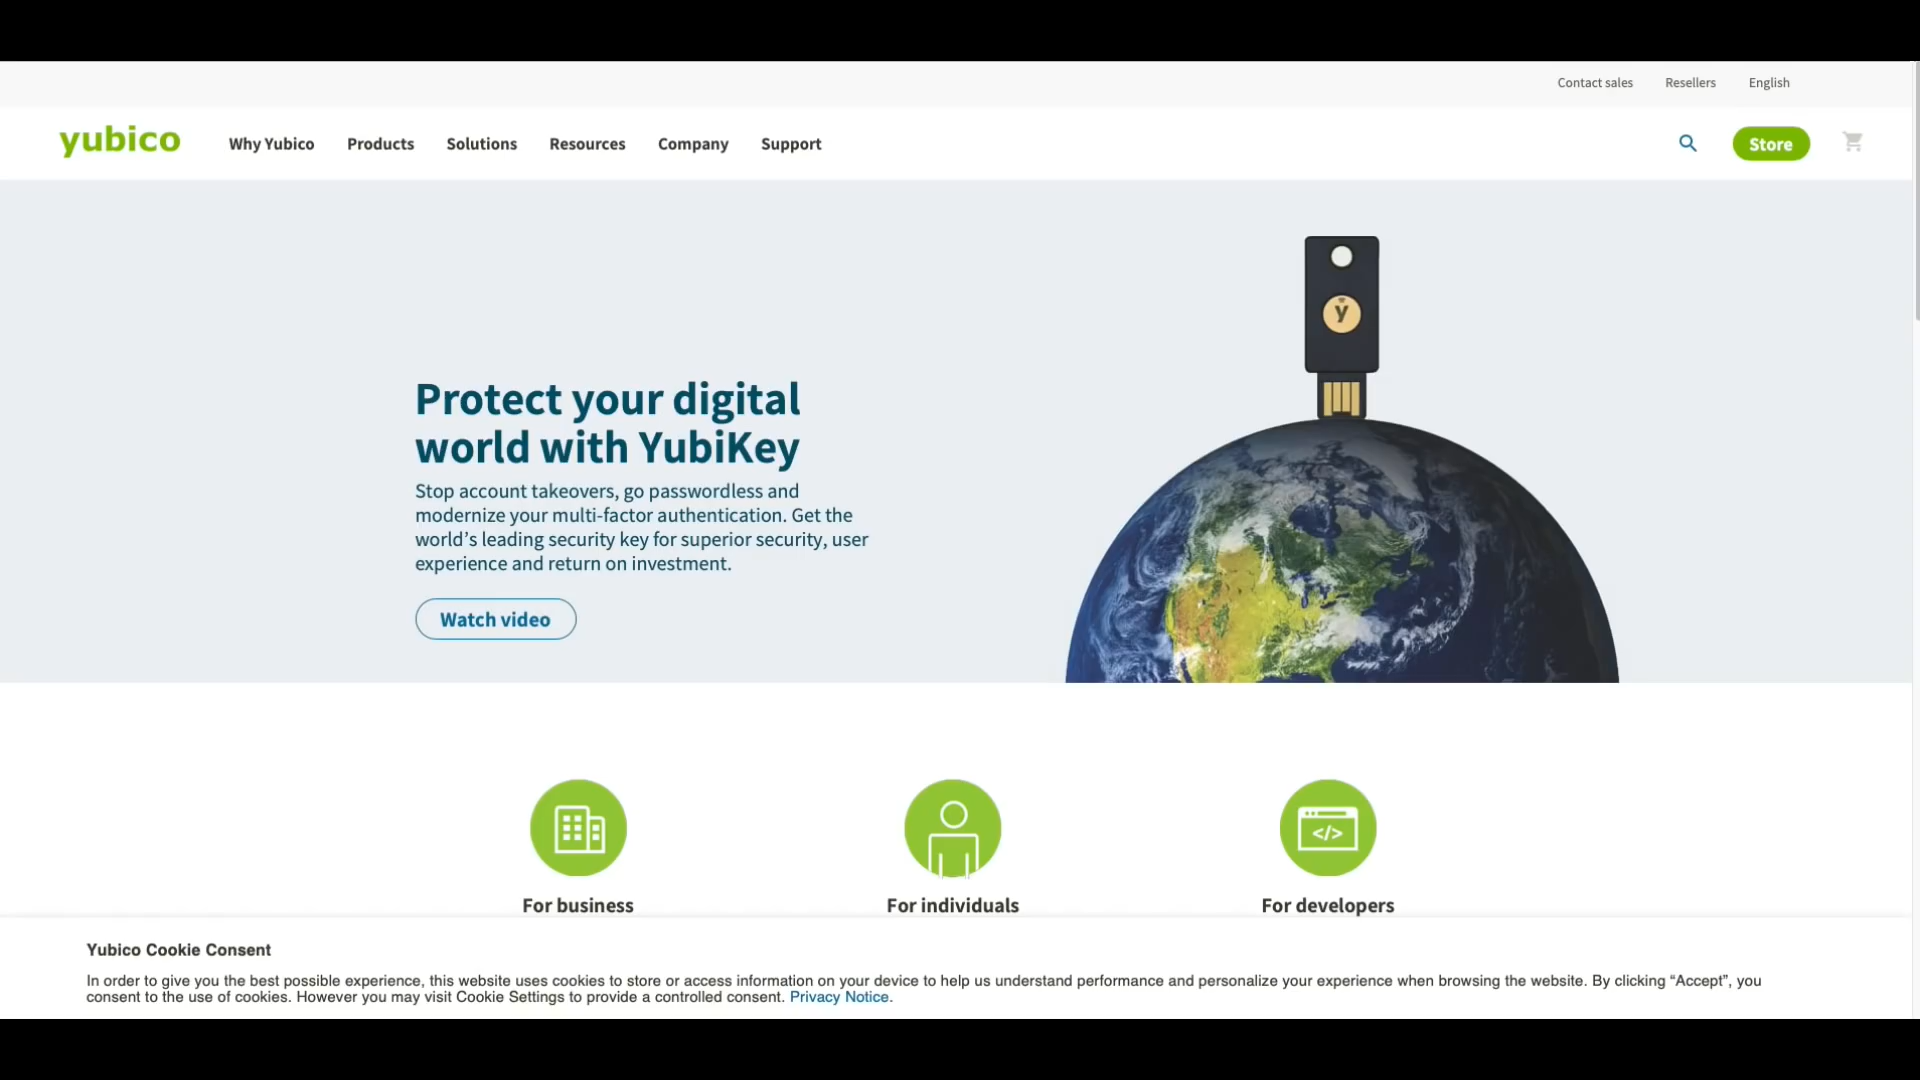 Contact sales Resellers English
yubico Why Yubico Products Solutions Resources Company Support Store
y
Protect your digital
world with YubiKey
Stop account takeovers, go passwordless and
modernize your multi-factor authentication. Get the
world’s leading security key for superior security, user
experience and return on investment.
Watch video
</>
For business For individuals For developers
Yubico Cookie Consent
In order to give you the best possible experience, this website uses cookies to store or access information on your device to help us understand performance and personalize your experience when browsing the website. By clicking “Accept”, you
consent to the use of cookies. However you may visit Cookie Settings to provide a controlled consent. Privacy Notice.